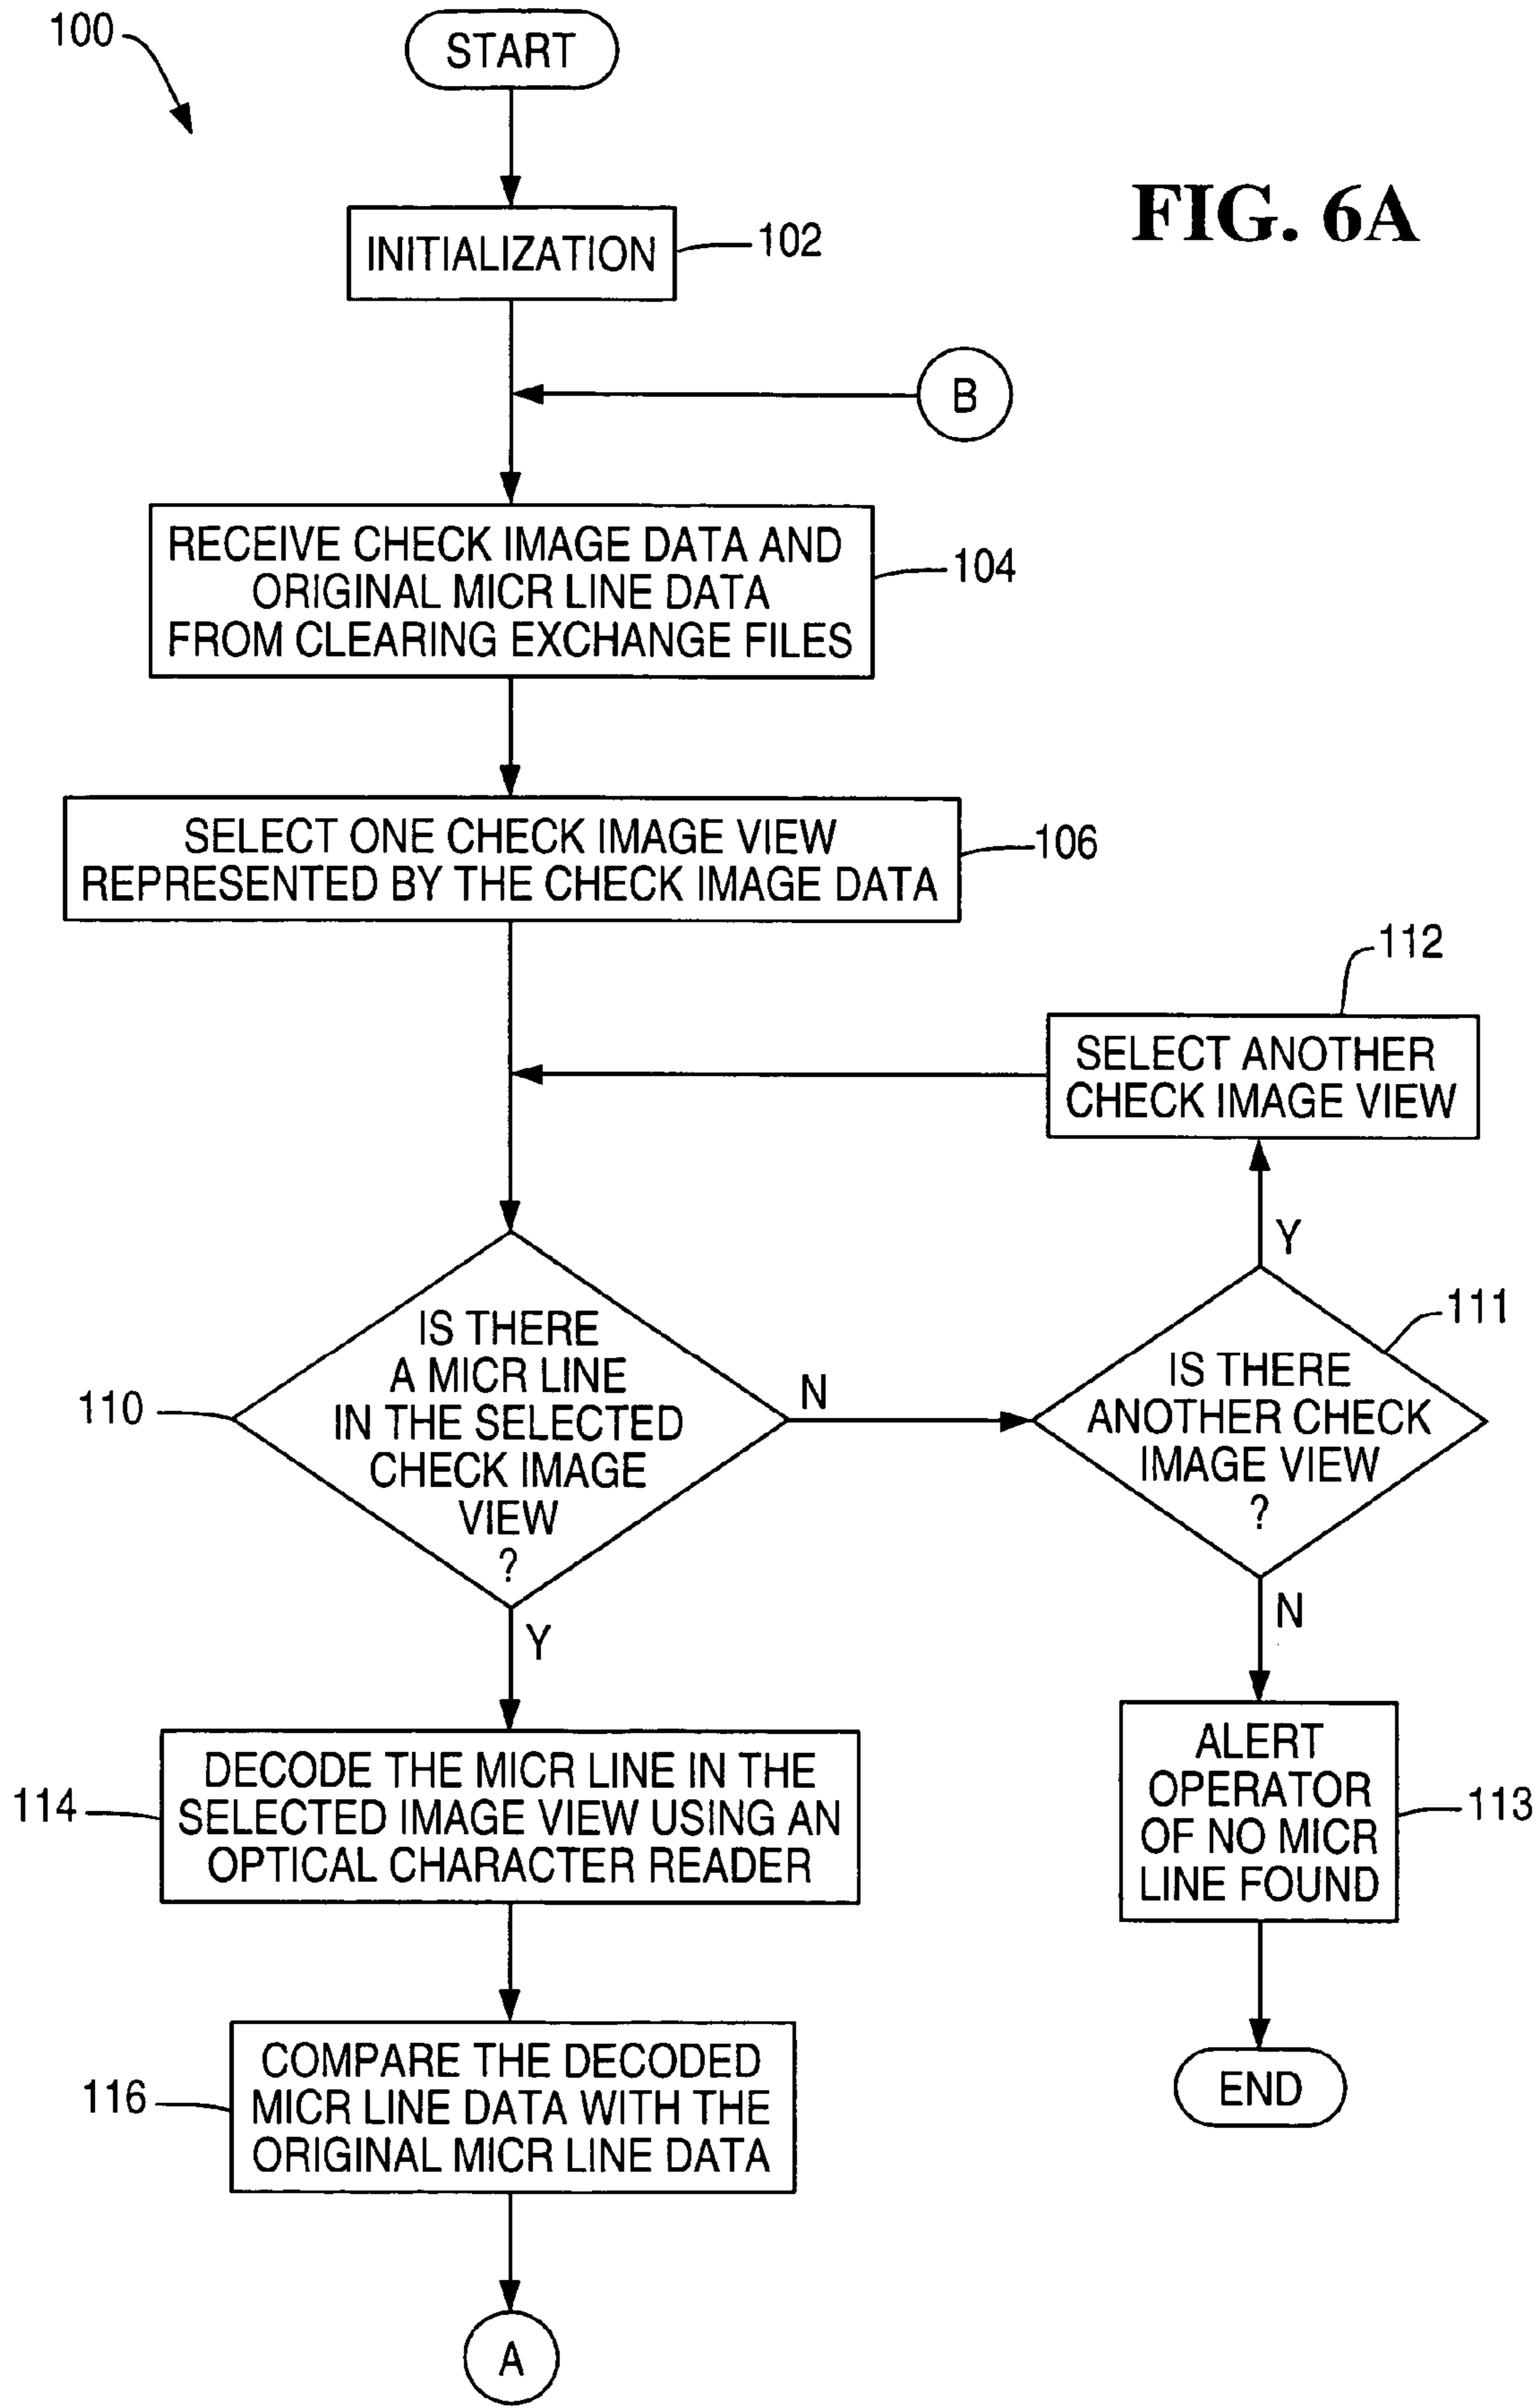 100
START
FIG. 6A
INITIALIZATION
102
B
RECEIVE CHECK IMAGE DATA AND
ORIGINAL MICR LINE DATA
FROM CLEARING EXCHANGE FILES
104
SELECT ONE CHECK IMAGE VIEW
REPRESENTED BY THE CHECK IMAGE DATA
106
112
SELECT ANOTHER
CHECK IMAGE VIEW
Y
111
IS THERE
A MICR LINE
IN THE SELECTED
CHECK IMAGE
VIEW
?
110
N
IS THERE
ANOTHER CHECK
IMAGE VIEW
?
Y
N
DECODE THE MICR LINE IN THE
SELECTED IMAGE VIEW USING AN
OPTICAL CHARACTER READER
114
ALERT
OPERATOR
OF NO MICR
LINE FOUND
113
COMPARE THE DECODED
MICR LINE DATA WITH THE
ORIGINAL MICR LINE DATA
116
END
A